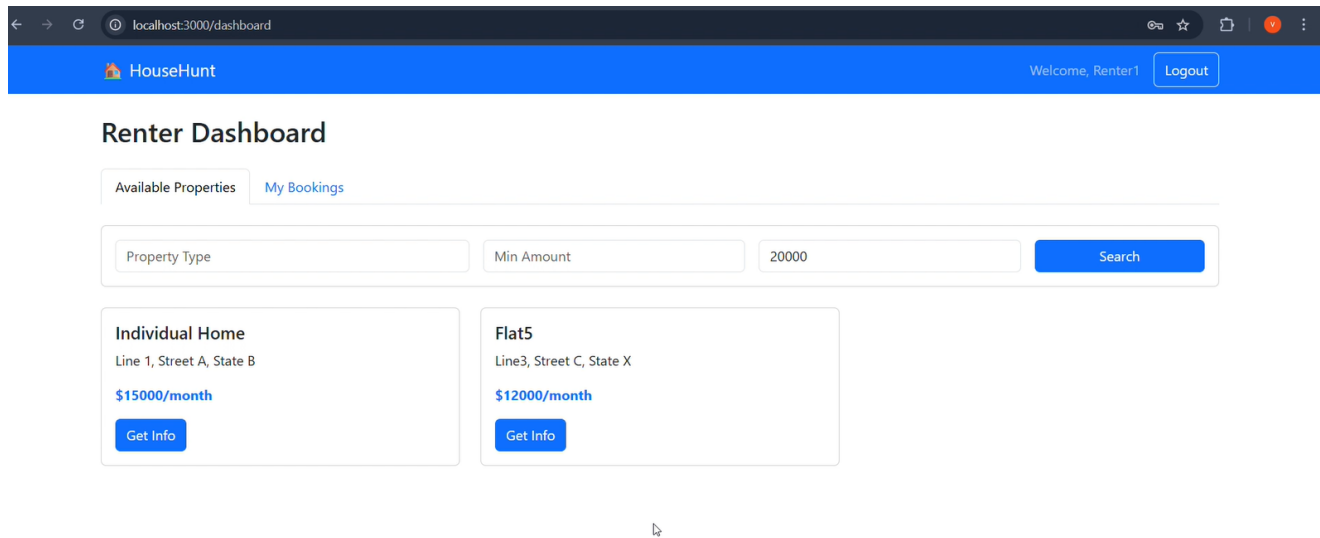 localhost:3000/dashboard
V
HouseHunt
Welcome, Renter1
Logout
Renter Dashboard
Available Properties
My Bookings
Property Type
Min Amount
20000
Search
Individual Home
Line 1, Street A, State B
$15000/month
Get Info
Flat5
Line3, Street C, State X
$12000/month
Get Info